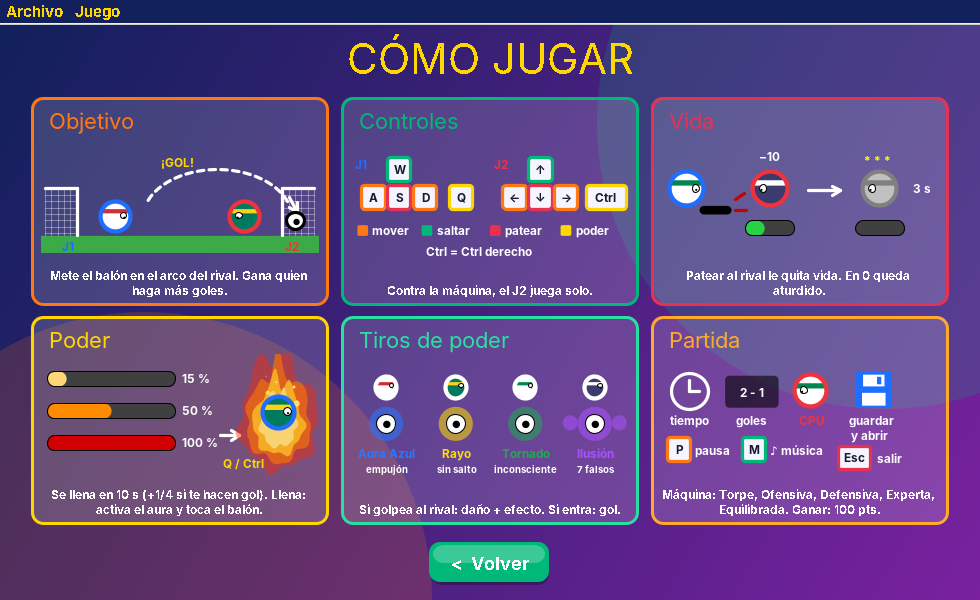 Archivo Juego
CÓMO JUGAR
Objetivo
¡GOL!
J1
J2
Mete el balón en el arco del rival. Gana quien
haga más goles.
Controles
J1
W
J2
↑
A
S
D
Q
←
↓
→
Ctrl
mover
saltar
patear
poder
Ctrl = Ctrl derecho
Contra la máquina, el J2 juega solo.
Vida
−10
* * *
3 s
Patear al rival le quita vida. En 0 queda
aturdido.
Poder
15 %
50 %
100 %
Q / Ctrl
Se llena en 10 s (+1/4 si te hacen gol). Llena:
activa el aura y toca el balón.
Tiros de poder
Aura Azul
empujón
Rayo
sin salto
Tornado
inconsciente
Ilusión
7 falsos
Si golpea al rival: daño + efecto. Si entra: gol.
Partida
tiempo
2 - 1
goles
CPU
guardar
y abrir
P
pausa
M
♪ música
Esc
salir
Máquina: Torpe, Ofensiva, Defensiva, Experta,
Equilibrada. Ganar: 100 pts.
< Volver